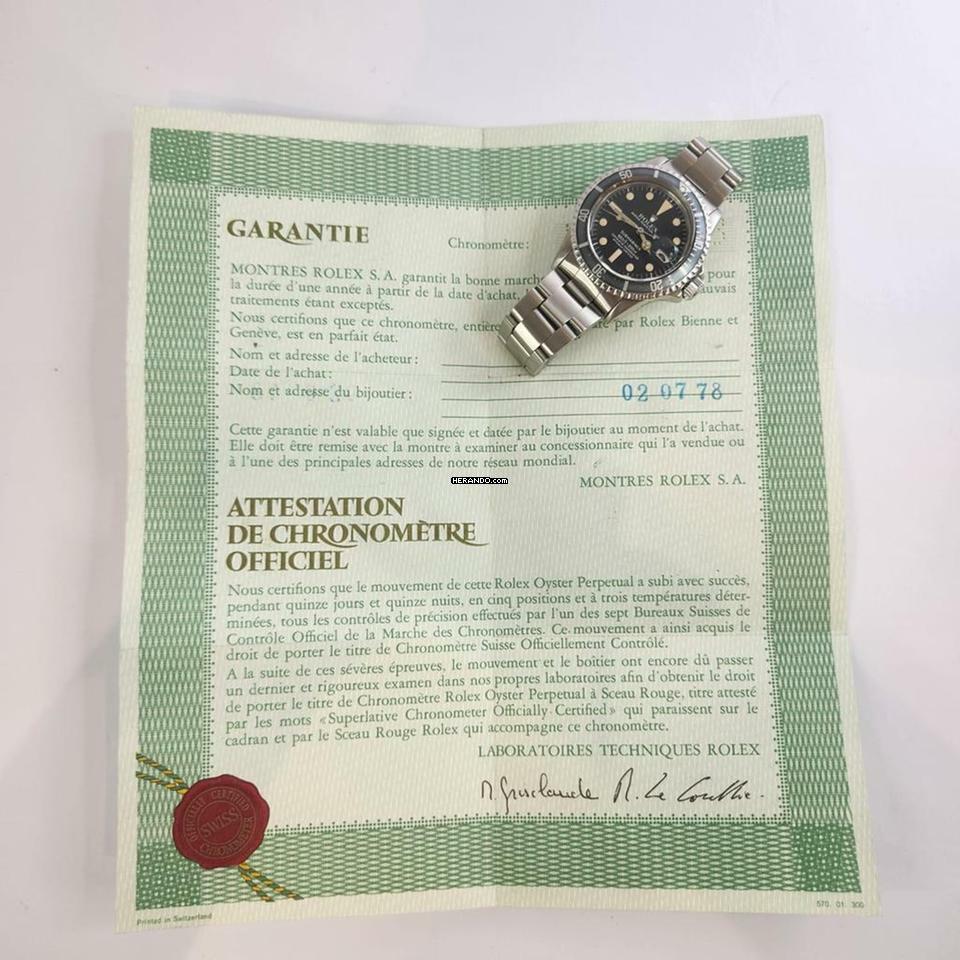 GARANTIE
Chronomètre:
MONTRES ROLEX S.A. garantit la bonne march pour
la durée d'une année à partir de la date d'achat, auvais
traitements étant exceptés.
Nous certifions que ce chronomètre, entière par Rolex Bienne et
Genève, est en parfait état.
Nom et adresse de l'acheteur:
Date de l'achat:
Nom et adresse du bijoutier:
02 07 78
Cette garantie n'est valable que signée et datée par le bijoutier au moment de l'achat.
Elle doit être remise avec la montre à examiner au concessionnaire qui l'a vendue ou
à l'une des principales adresses de notre réseau mondial.
HERANDO.com
MONTRES ROLEX S.A.
ATTESTATION
DE CHRONOMÈTRE
OFFICIEL
Nous certifions que le mouvement de cette Rolex Oyster Perpetual a subi avec succès,
pendant quinze jours et quinze nuits, en cinq positions et à trois températures déter-
minées, tous les contrôles de précision effectués par l'un des sept Bureaux Suisses de
Contrôle Officiel de la Marche des Chronomètres. Ce mouvement a ainsi acquis le
droit de porter le titre de Chronomètre Suisse Officiellement Contrôlé.
A la suite de ces sévères épreuves, le mouvement et le boîtier ont encore dû passer
un dernier et rigoureux examen dans nos propres laboratoires afin d'obtenir le droit
de porter le titre de Chronomètre Rolex Oyster Perpetual à Sceau Rouge, titre attesté
par les mots «Superlative Chronometer Officially Certified» qui paraissent sur le
cadran et par le Sceau Rouge Rolex qui accompagne ce chronomètre.
LABORATOIRES TECHNIQUES ROLEX
OFFICIALLY CERTIFIED
SWISS
CHRONOMETER
Printed in Switzerland
570. 01. 300
ROLEX
50
40
30
20